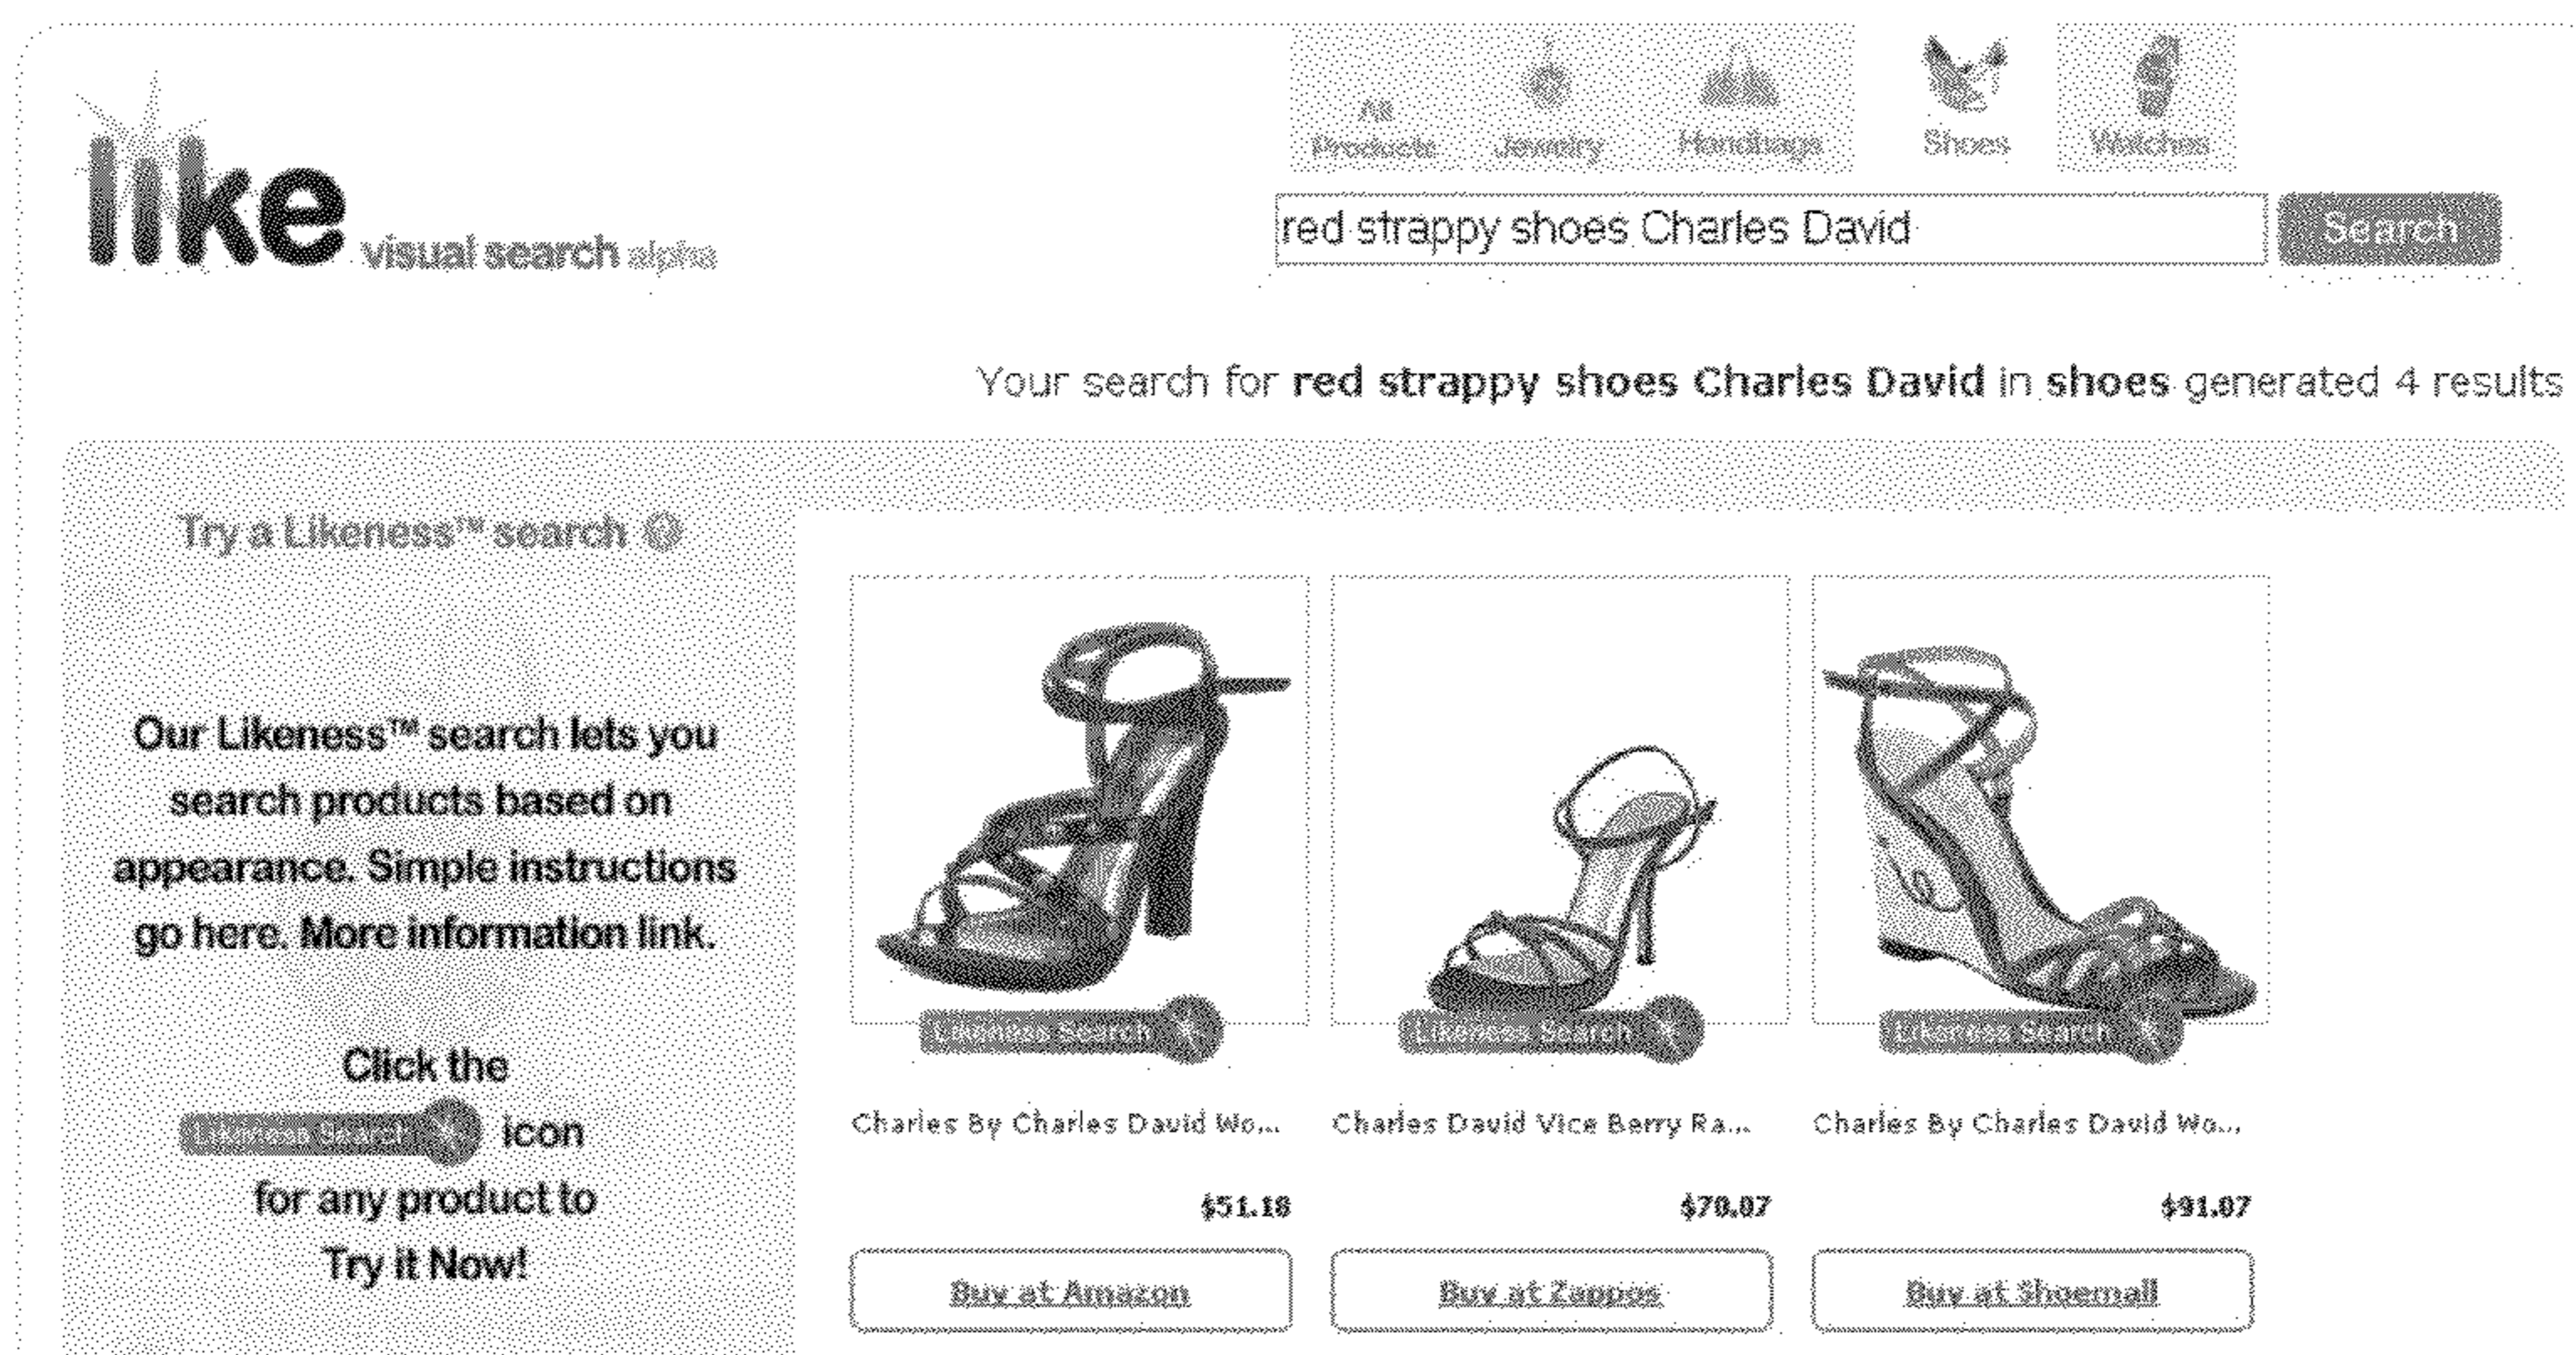 All
Products Jewelry Handbags Shoes Watches
like visual search alpha
red strappy shoes Charles David Search
Your search for red strappy shoes Charles David in shoes generated 4 results
Try a Likeness™ search ?
Our Likeness™ search lets you
search products based on
appearance. Simple instructions
go here. More information link.
Click the
Likeness Search icon
for any product to
Try it Now!
Likeness Search Likeness Search Likeness Search
Charles By Charles David Wo... Charles David Vice Berry Ra... Charles By Charles David Wo...
$51.18 $70.07 $91.07
Buy at Amazon Buy at Zappos Buy at Shoemall